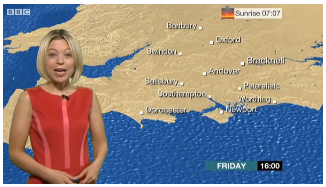 BBC
Sunrise 07:07
Banbury
Oxford
Swindon
Bracknell
Andover
Salisbury
Petersfield
Southampton
Worthing
Dorchester
Newport
FRIDAY 16:00